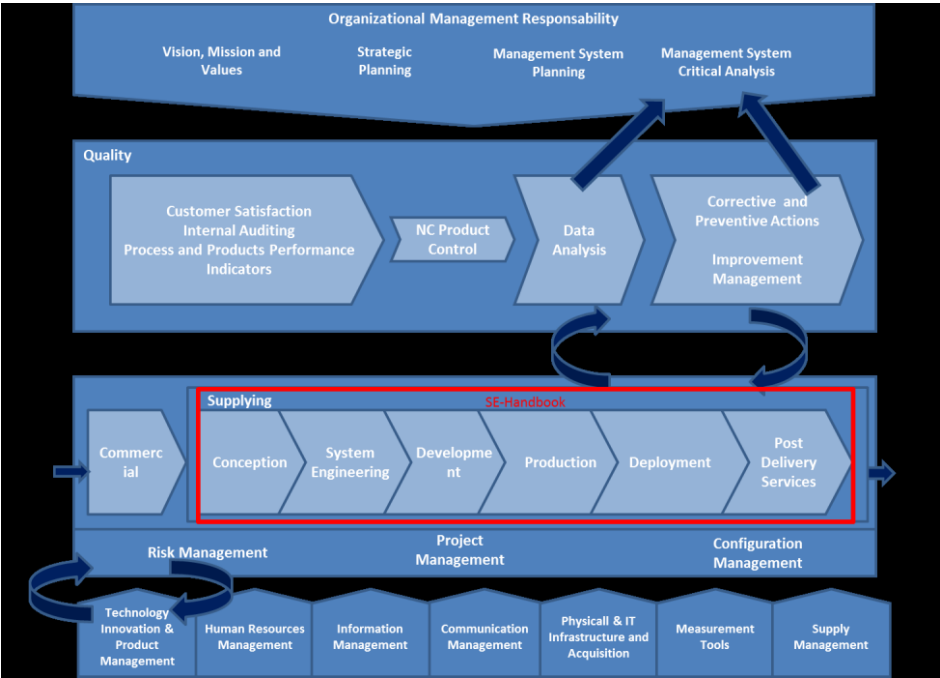 Organizational Management Responsability
Vision, Mission and
Values
Strategic
Planning
Management System
Planning
Management System
Critical Analysis
Quality
Customer Satisfaction
Internal Auditing
Process and Products Performance
Indicators
NC Product
Control
Data
Analysis
Corrective and
Preventive Actions
Improvement
Management
Supplying
SE-Handbook
Commerc
ial
Conception
System
Engineering
Developme
nt
Production
Deployment
Post
Delivery
Services
Risk Management
Project
Management
Configuration
Management
Technology
Innovation &
Product
Management
Human Resources
Management
Information
Management
Communication
Management
Physicall & IT
Infrastructure and
Acquisition
Measurement
Tools
Supply
Management